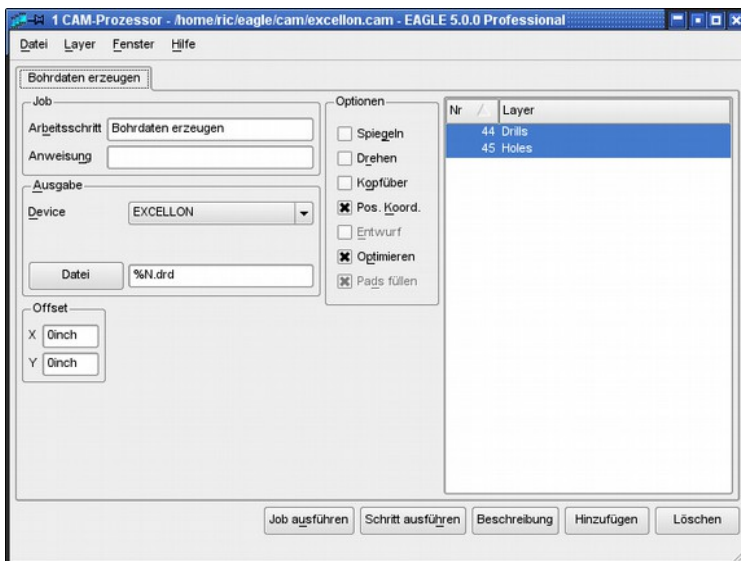 1 CAM-Prozessor - /home/ric/eagle/cam/excellon.cam - EAGLE 5.0.0 Professional
Datei Layer Fenster Hilfe
Bohrdaten erzeugen
Job
Arbeitsschritt Bohrdaten erzeugen
Anweisung
Ausgabe
Device EXCELLON
Datei %N.drd
Offset
X 0inch
Y 0inch
Optionen
Spiegeln
Drehen
Kopfüber
Pos. Koord.
Entwurf
Optimieren
Pads füllen
Nr Layer
44 Drills
45 Holes
Job ausführen Schritt ausführen Beschreibung Hinzufügen Löschen